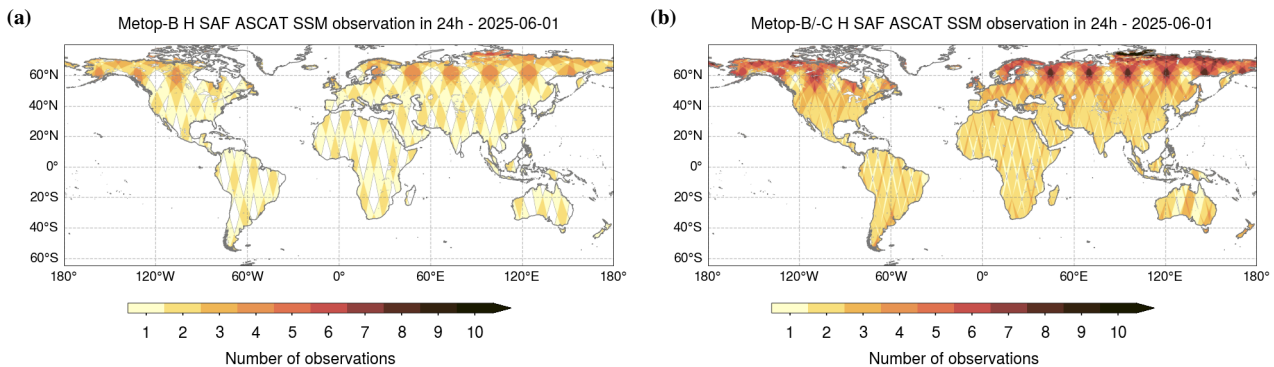 (a)
Metop-B H SAF ASCAT SSM observation in 24h - 2025-06-01
60°N
40°N
20°N
0°
20°S
40°S
60°S
180° 120°W 60°W 0° 60°E 120°E 180°
1 2 3 4 5 6 7 8 9 10
Number of observations
(b)
Metop-B/-C H SAF ASCAT SSM observation in 24h - 2025-06-01
60°N
40°N
20°N
0°
20°S
40°S
60°S
180° 120°W 60°W 0° 60°E 120°E 180°
1 2 3 4 5 6 7 8 9 10
Number of observations